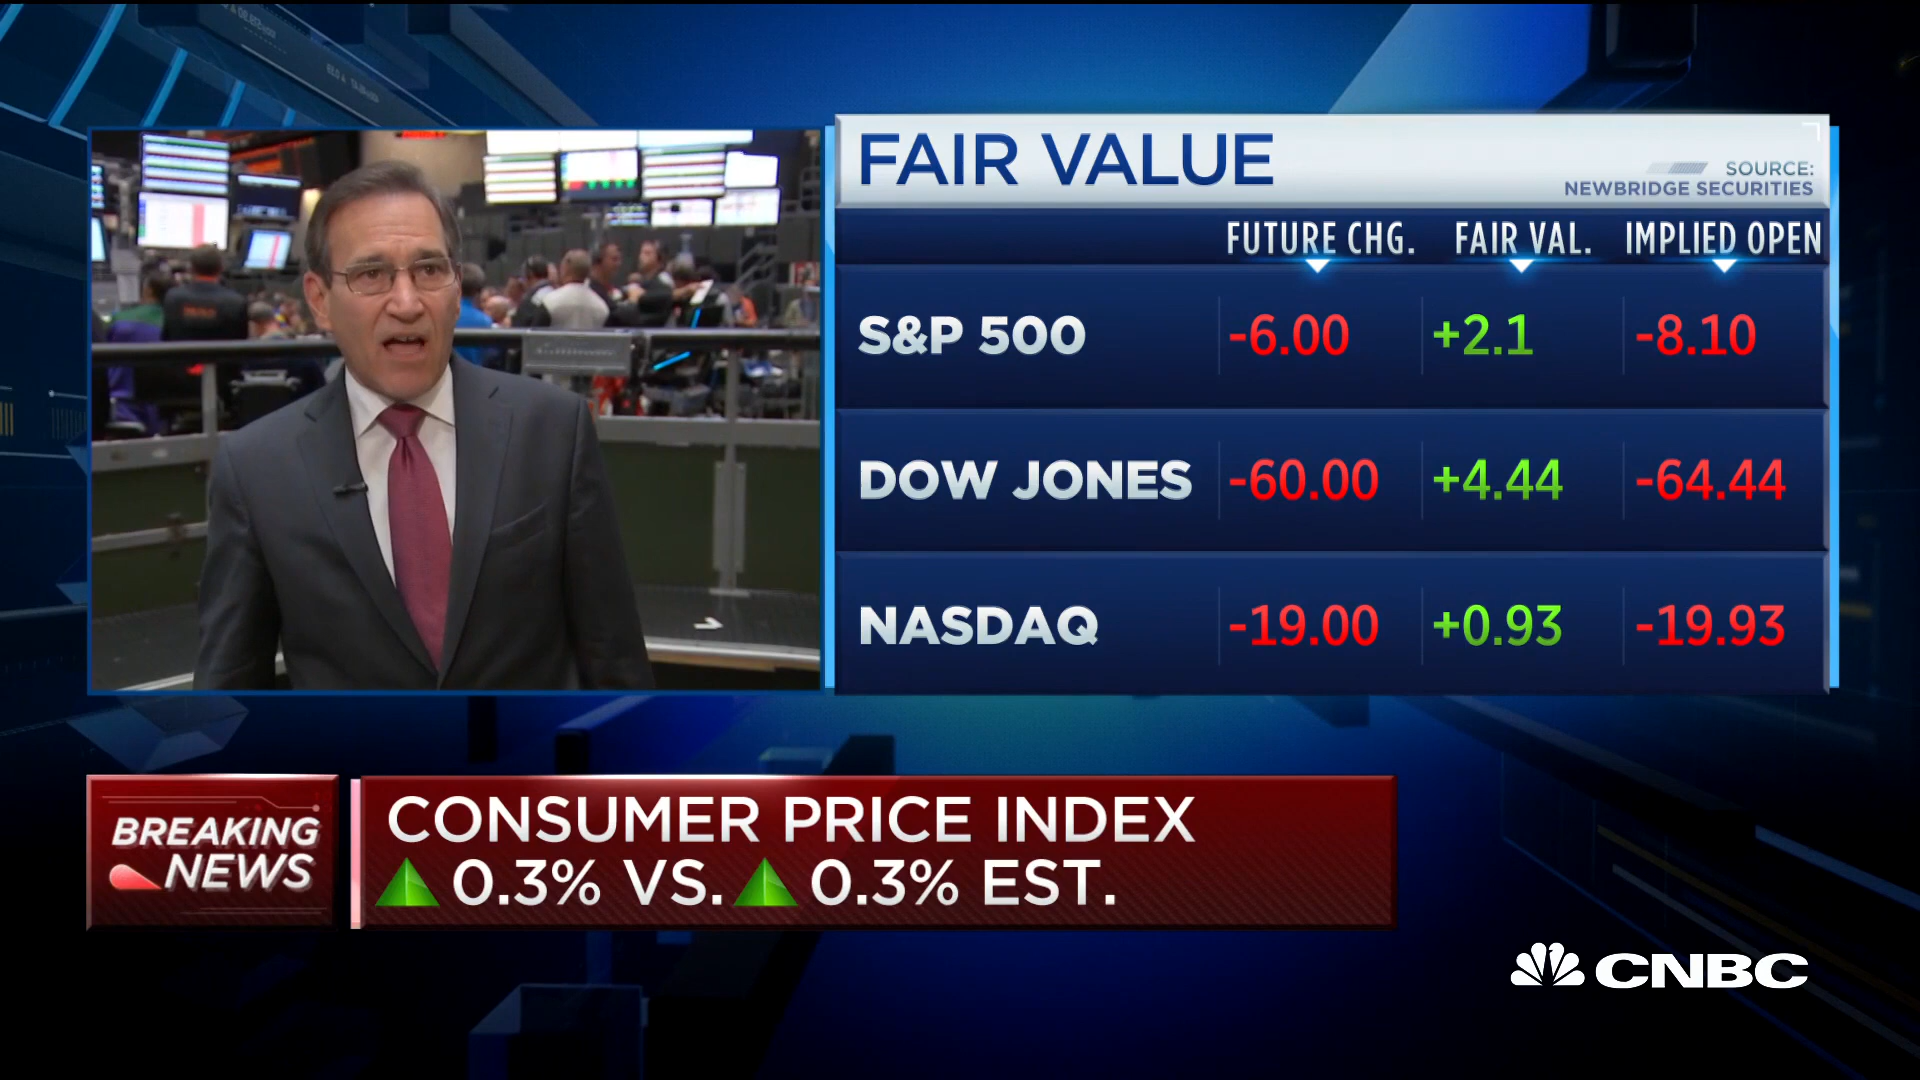 FAIR VALUE
SOURCE:
NEWBRIDGE SECURITIES
FUTURE CHG. FAIR VAL. IMPLIED OPEN
S&P 500 -6.00 +2.1 -8.10
DOW JONES -60.00 +4.44 -64.44
NASDAQ -19.00 +0.93 -19.93
BREAKING
NEWS
CONSUMER PRICE INDEX
▲ 0.3% VS. ▲ 0.3% EST.
CNBC